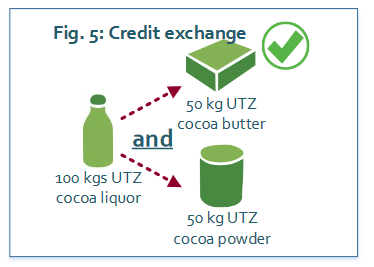 Fig. 5: Credit exchange
50 kg UTZ
cocoa butter
and
100 kgs UTZ
cocoa liquor
50 kg UTZ
cocoa powder